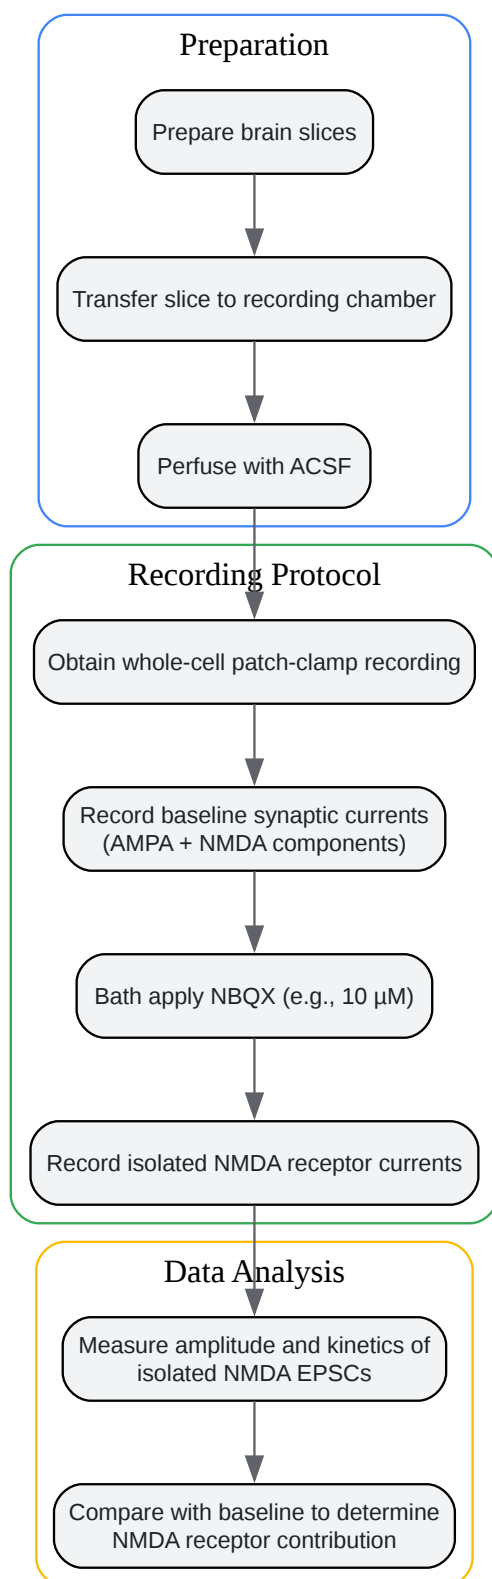 Preparation
Prepare brain slices
Transfer slice to recording chamber
Perfuse with ACSF
Recording Protocol
Obtain whole-cell patch-clamp recording
Record baseline synaptic currents
(AMPA + NMDA components)
Bath apply NBQX (e.g., 10 µM)
Record isolated NMDA receptor currents
Data Analysis
Measure amplitude and kinetics of
isolated NMDA EPSCs
Compare with baseline to determine
NMDA receptor contribution